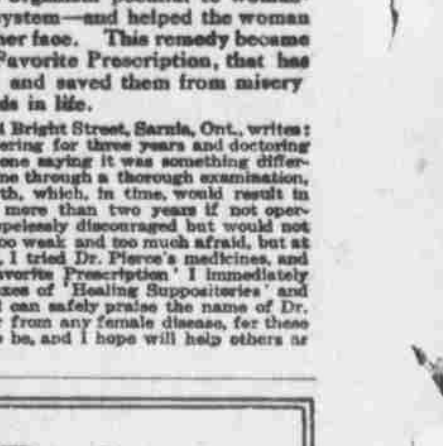 system—and helped the woman
her face. This remedy became
Favorite Prescription, that has
and saved them from misery
in life.
Bright Street, Sarnia, Ont., writes:
ering for three years and doctoring
one saying it was something differ-
me through a thorough examination,
th, which, in time, would result in
more than two years if not oper-
pelessly discouraged but would not
too weak and too much afraid, but at
, I tried Dr. Pierce's medicines, and
avorite Prescription' I immediately
xes of 'Healing Suppositories' and
I can safely praise the name of Dr.
from any female disease, for these
be, and I hope will help others as